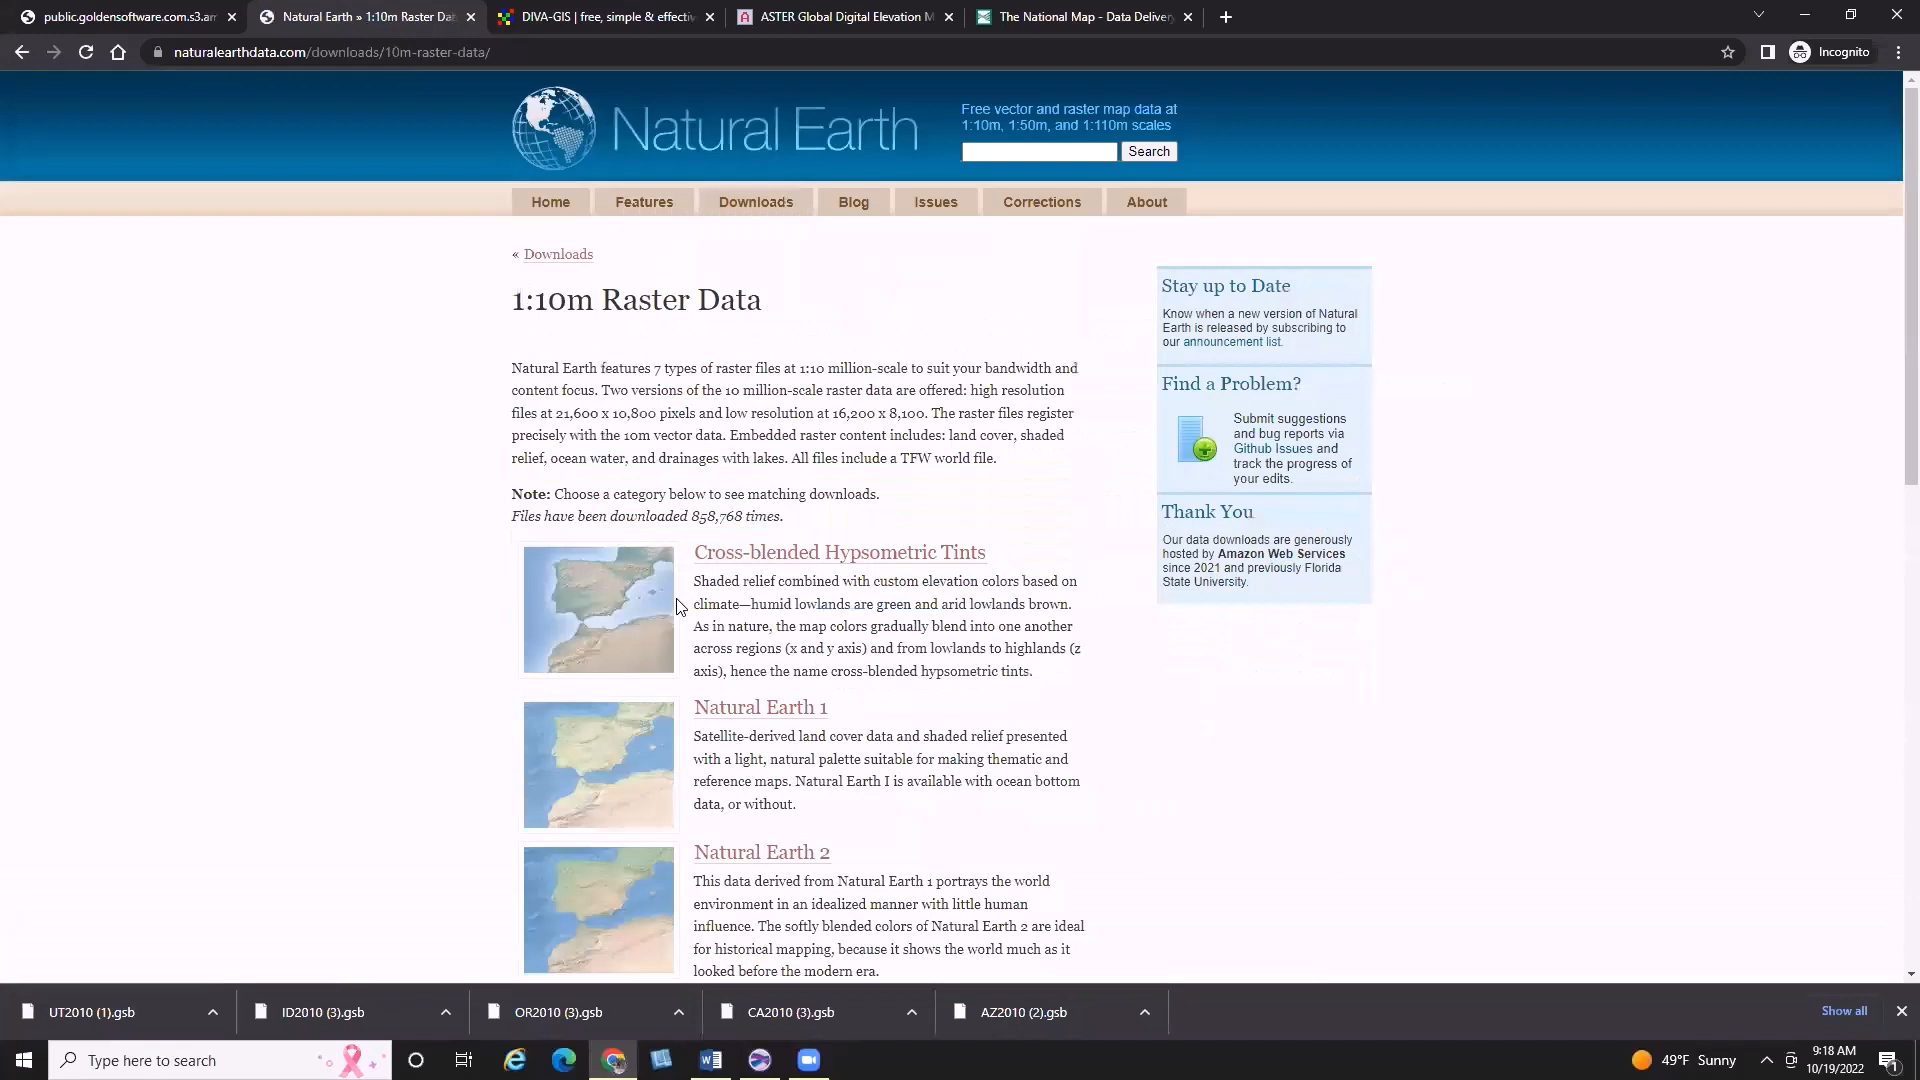 public.goldensoftware.com.s3.am
Natural Earth » 1:10m Raster Dat
DIVA-GIS | free, simple & effectiv
ASTER Global Digital Elevation M
The National Map - Data Delivery
naturalearthdata.com/downloads/10m-raster-data/
Incognito
Natural Earth
Free vector and raster map data at
1:10m, 1:50m, and 1:110m scales
Search
Home
Features
Downloads
Blog
Issues
Corrections
About
« Downloads
1:10m Raster Data
Natural Earth features 7 types of raster files at 1:10 million-scale to suit your bandwidth and
content focus. Two versions of the 10 million-scale raster data are offered: high resolution
files at 21,600 x 10,800 pixels and low resolution at 16,200 x 8,100. The raster files register
precisely with the 10m vector data. Embedded raster content includes: land cover, shaded
relief, ocean water, and drainages with lakes. All files include a TFW world file.
Note: Choose a category below to see matching downloads.
Files have been downloaded 858,768 times.
Cross-blended Hypsometric Tints
Shaded relief combined with custom elevation colors based on
climate—humid lowlands are green and arid lowlands brown.
As in nature, the map colors gradually blend into one another
across regions (x and y axis) and from lowlands to highlands (z
axis), hence the name cross-blended hypsometric tints.
Natural Earth 1
Satellite-derived land cover data and shaded relief presented
with a light, natural palette suitable for making thematic and
reference maps. Natural Earth I is available with ocean bottom
data, or without.
Natural Earth 2
This data derived from Natural Earth 1 portrays the world
environment in an idealized manner with little human
influence. The softly blended colors of Natural Earth 2 are ideal
for historical mapping, because it shows the world much as it
looked before the modern era.
Stay up to Date
Know when a new version of Natural
Earth is released by subscribing to
our announcement list.
Find a Problem?
Submit suggestions
and bug reports via
Github Issues and
track the progress of
your edits.
Thank You
Our data downloads are generously
hosted by Amazon Web Services
since 2021 and previously Florida
State University.
UT2010 (1).gsb
ID2010 (3).gsb
OR2010 (3).gsb
CA2010 (3).gsb
AZ2010 (2).gsb
Show all
Type here to search
49°F Sunny
9:18 AM
10/19/2022
1